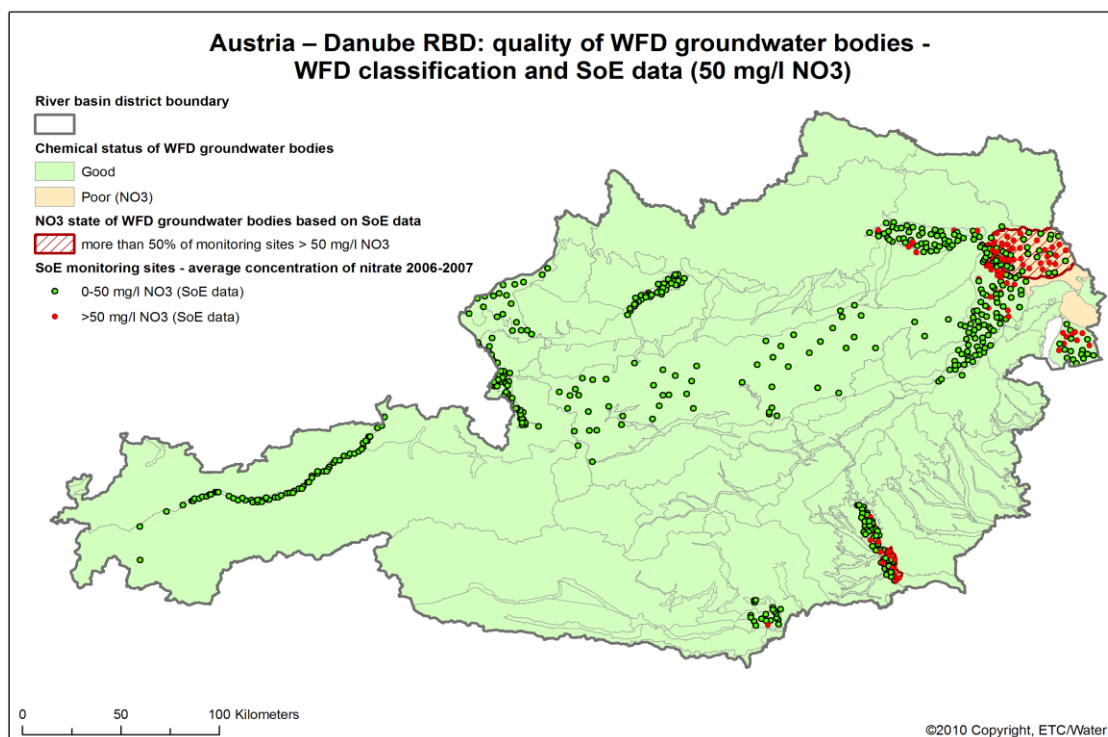 Austria – Danube RBD: quality of WFD groundwater bodies -
WFD classification and SoE data (50 mg/l NO3)
River basin district boundary
Chemical status of WFD groundwater bodies
Good
Poor (NO3)
NO3 state of WFD groundwater bodies based on SoE data
more than 50% of monitoring sites > 50 mg/l NO3
SoE monitoring sites - average concentration of nitrate 2006-2007
0-50 mg/l NO3 (SoE data)
>50 mg/l NO3 (SoE data)
0 50 100 Kilometers
©2010 Copyright, ETC/Water